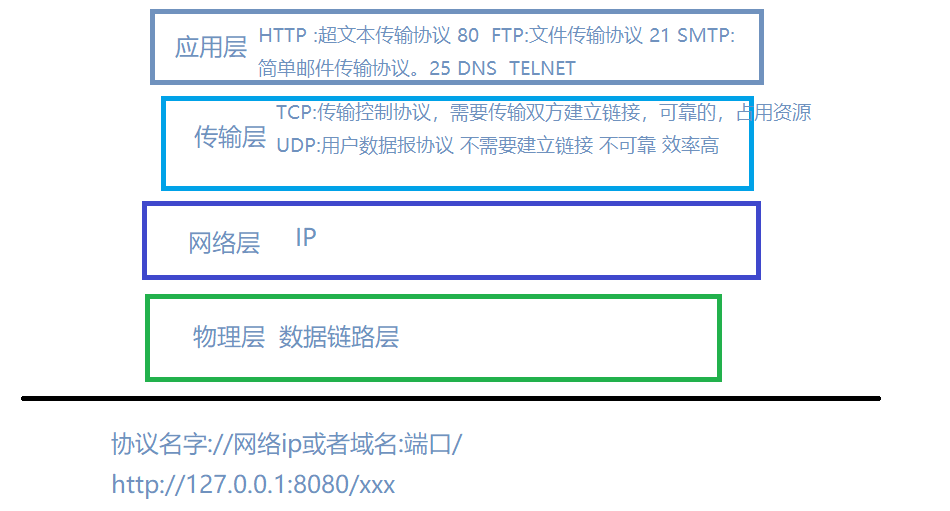 应用层 HTTP :超文本传输协议 80  FTP:文件传输协议 21 SMTP:
简单邮件传输协议。25 DNS  TELNET
传输层 TCP:传输控制协议，需要传输双方建立链接，可靠的，占用资源
UDP:用户数据报协议 不需要建立链接 不可靠 效率高
网络层 IP
物理层 数据链路层
协议名字://网络ip或者域名:端口/
http://127.0.0.1:8080/xxx